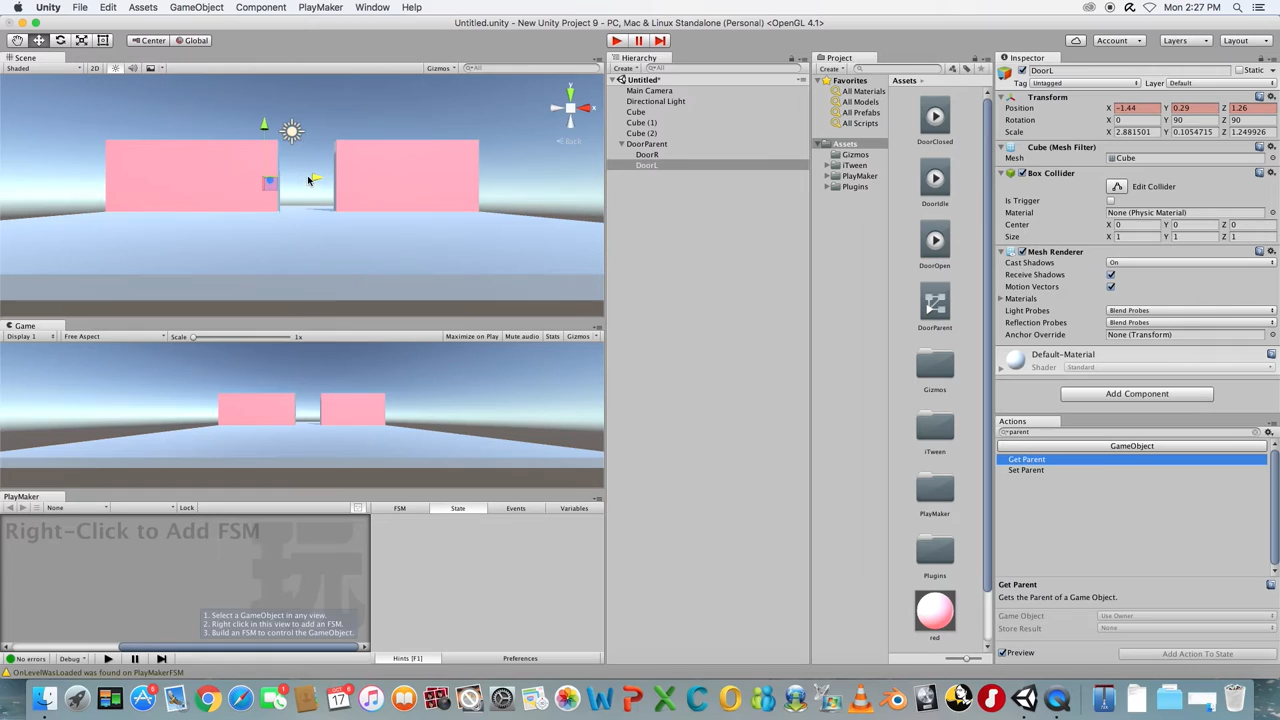 Unity File Edit Assets GameObject Component PlayMaker Window Help Mon 2:27 PM
Untitled.unity - New Unity Project 9 - PC, Mac & Linux Standalone (Personal) <OpenGL 4.1>
Center Global Account Layers Layout
Scene
Shaded 2D Gizmos All
y
x
Back
Game
Display 1 Free Aspect Scale 1x Maximize on Play Mute audio Stats Gizmos
PlayMaker
None Lock
Right-Click to Add FSM
1. Select a GameObject in any view.
2. Right click in this view to add an FSM.
3. Build an FSM to control the GameObject.
FSM State Events Variables
No errors Debug Hints [F1] Preferences
OnLevelWasLoaded was found on PlayMakerFSM
Hierarchy
Create All
Untitled*
Main Camera
Directional Light
Cube
Cube (1)
Cube (2)
DoorParent
DoorR
DoorL
Project
Create
Favorites
All Materials
All Models
All Prefabs
All Scripts
Assets
Gizmos
iTween
PlayMaker
Plugins
Assets
DoorClosed
DoorIdle
DoorOpen
DoorParent
Gizmos
iTween
PlayMaker
Plugins
red
Inspector
DoorL Static
Tag Untagged Layer Default
Transform
Position X -1.44 Y 0.29 Z 1.26
Rotation X 0 Y 90 Z 90
Scale X 2.881501 Y 0.1054715 Z 1.249926
Cube (Mesh Filter)
Mesh Cube
Box Collider
Edit Collider
Is Trigger
Material None (Physic Material)
Center X 0 Y 0 Z 0
Size X 1 Y 1 Z 1
Mesh Renderer
Cast Shadows On
Receive Shadows
Motion Vectors
Materials
Light Probes Blend Probes
Reflection Probes Blend Probes
Anchor Override None (Transform)
Default-Material
Shader Standard
Add Component
Actions
parent
GameObject
Get Parent
Set Parent
Get Parent
Gets the Parent of a Game Object.
Game Object Use Owner
Store Result None
Preview Add Action To State